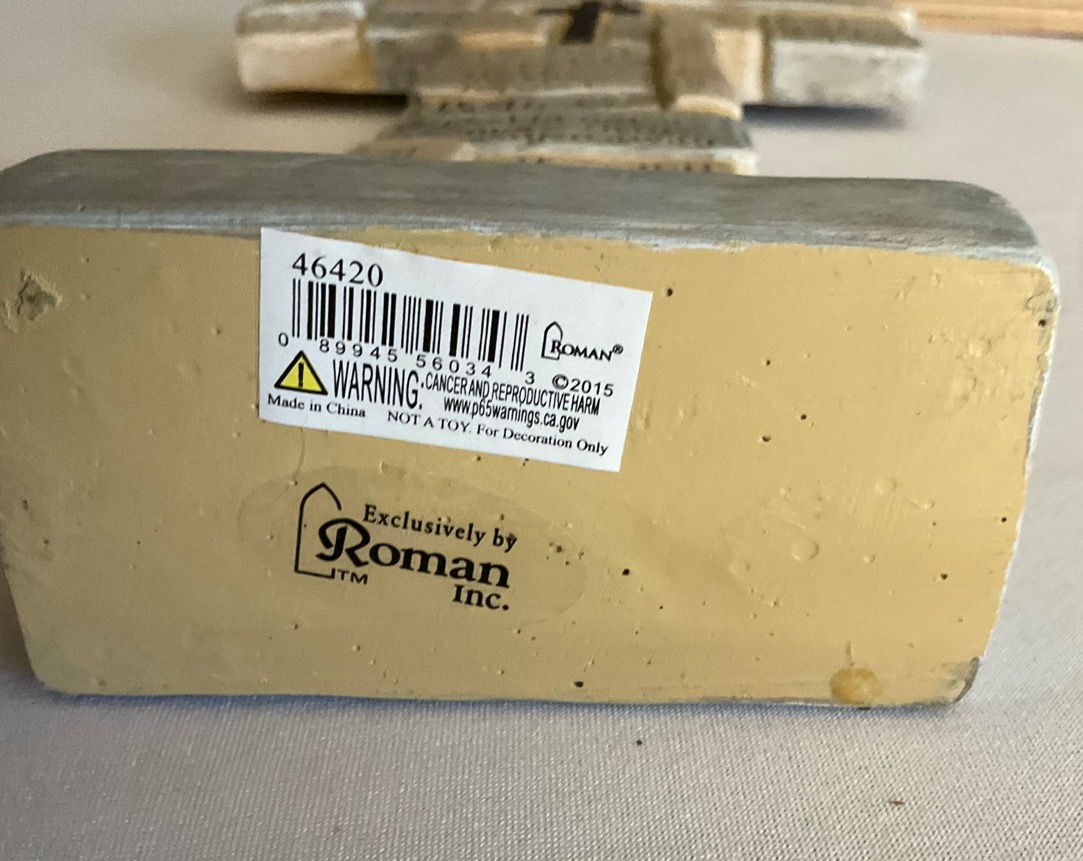 46420
0 89945 56034 3
ROMAN®
©2015
WARNING: CANCER AND REPRODUCTIVE HARM
www.p65warnings.ca.gov
Made in China
NOT A TOY. For Decoration Only
Exclusively by
Roman
TM
Inc.